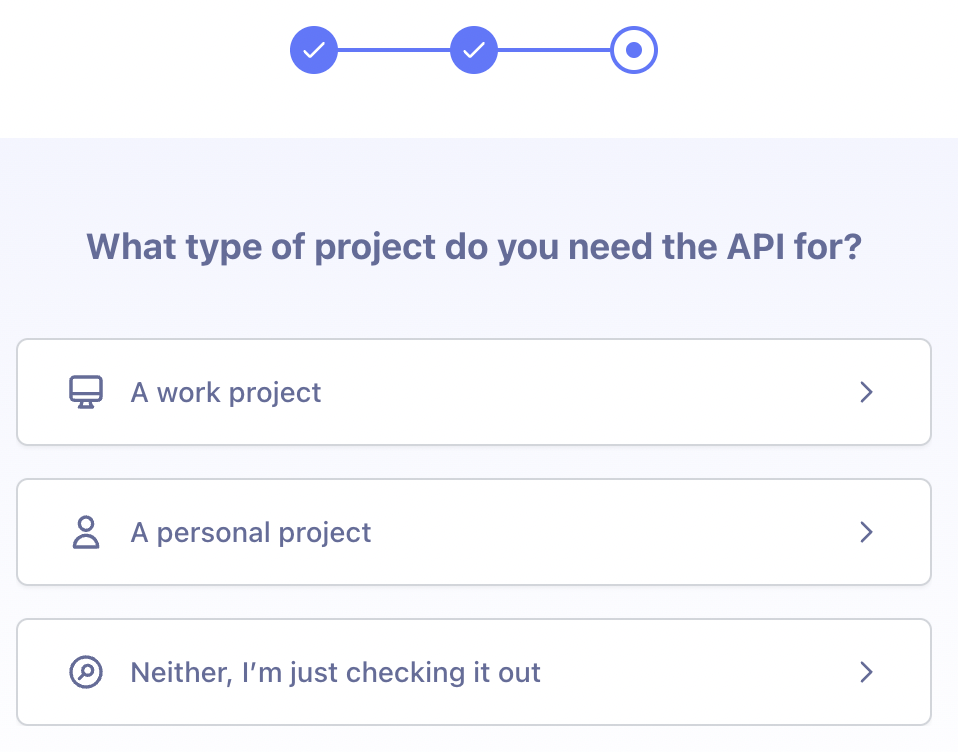 What type of project do you need the API for?
A work project
A personal project
Neither, I’m just checking it out